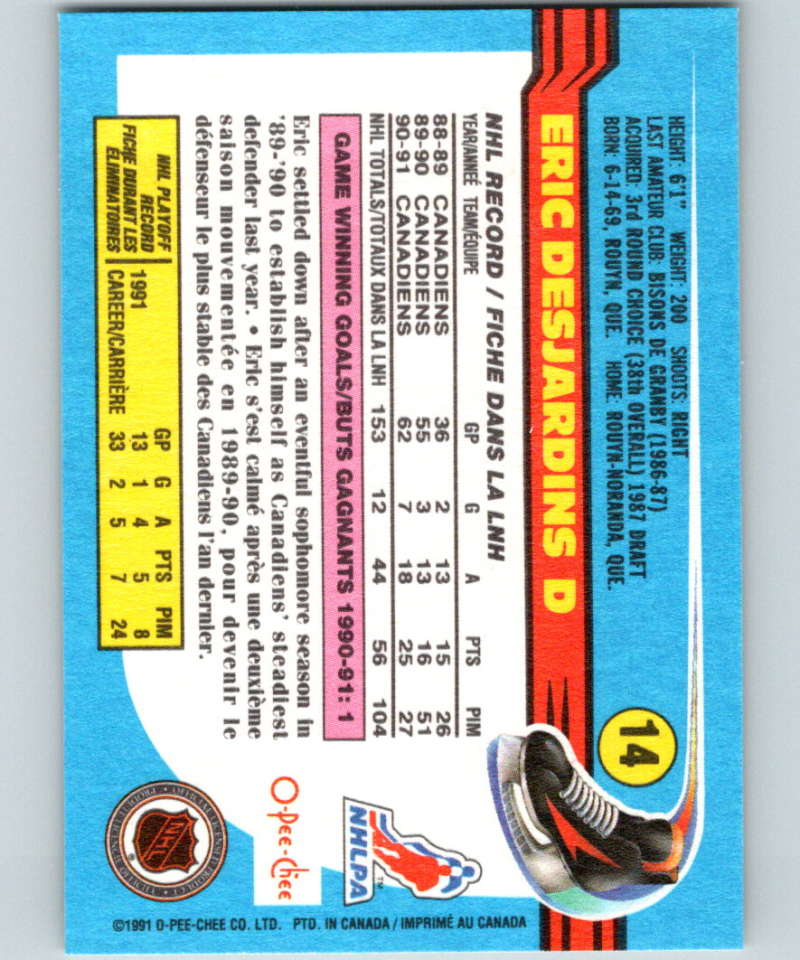 HEIGHT: 6'1" WEIGHT: 200 SHOOTS: RIGHT
LAST AMATEUR CLUB: BISONS DE GRANBY (1986-87)
ACQUIRED: 3rd ROUND CHOICE (38th OVERALL) 1987 DRAFT
BORN: 6-14-69, ROUYN, QUE. HOME: ROUYN-NORANDA, QUE.
14
ERIC DESJARDINS D
NHL RECORD / FICHE DANS LA LNH
YEAR/ANNÉE TEAM/ÉQUIPE GP G A PTS PIM
88-89 CANADIENS 36 2 13 15 26
89-90 CANADIENS 55 3 13 16 51
90-91 CANADIENS 62 7 18 25 27
NHL TOTALS/TOTAUX DANS LA LNH 153 12 44 56 104
GAME WINNING GOALS/BUTS GAGNANTS 1990-91: 1
Eric settled down after an eventful sophomore season in
'89-'90 to establish himself as Canadiens' steadiest
defender last year. • Eric s'est calmé après une deuxième
saison mouvementée en 1989-90, pour devenir le
défenseur le plus stable des Canadiens l'an dernier.
NHL PLAYOFF
RECORD
FICHE DURANT LES
ÉLIMINATOIRES
GP G A PTS PIM
1991 13 1 4 5 8
CAREER/CARRIÈRE 33 2 5 7 24
NHLPA
TM
O-Pee-Chee
NHL
®
©1991 O-PEE-CHEE CO. LTD. PTD. IN CANADA / IMPRIMÉ AU CANADA